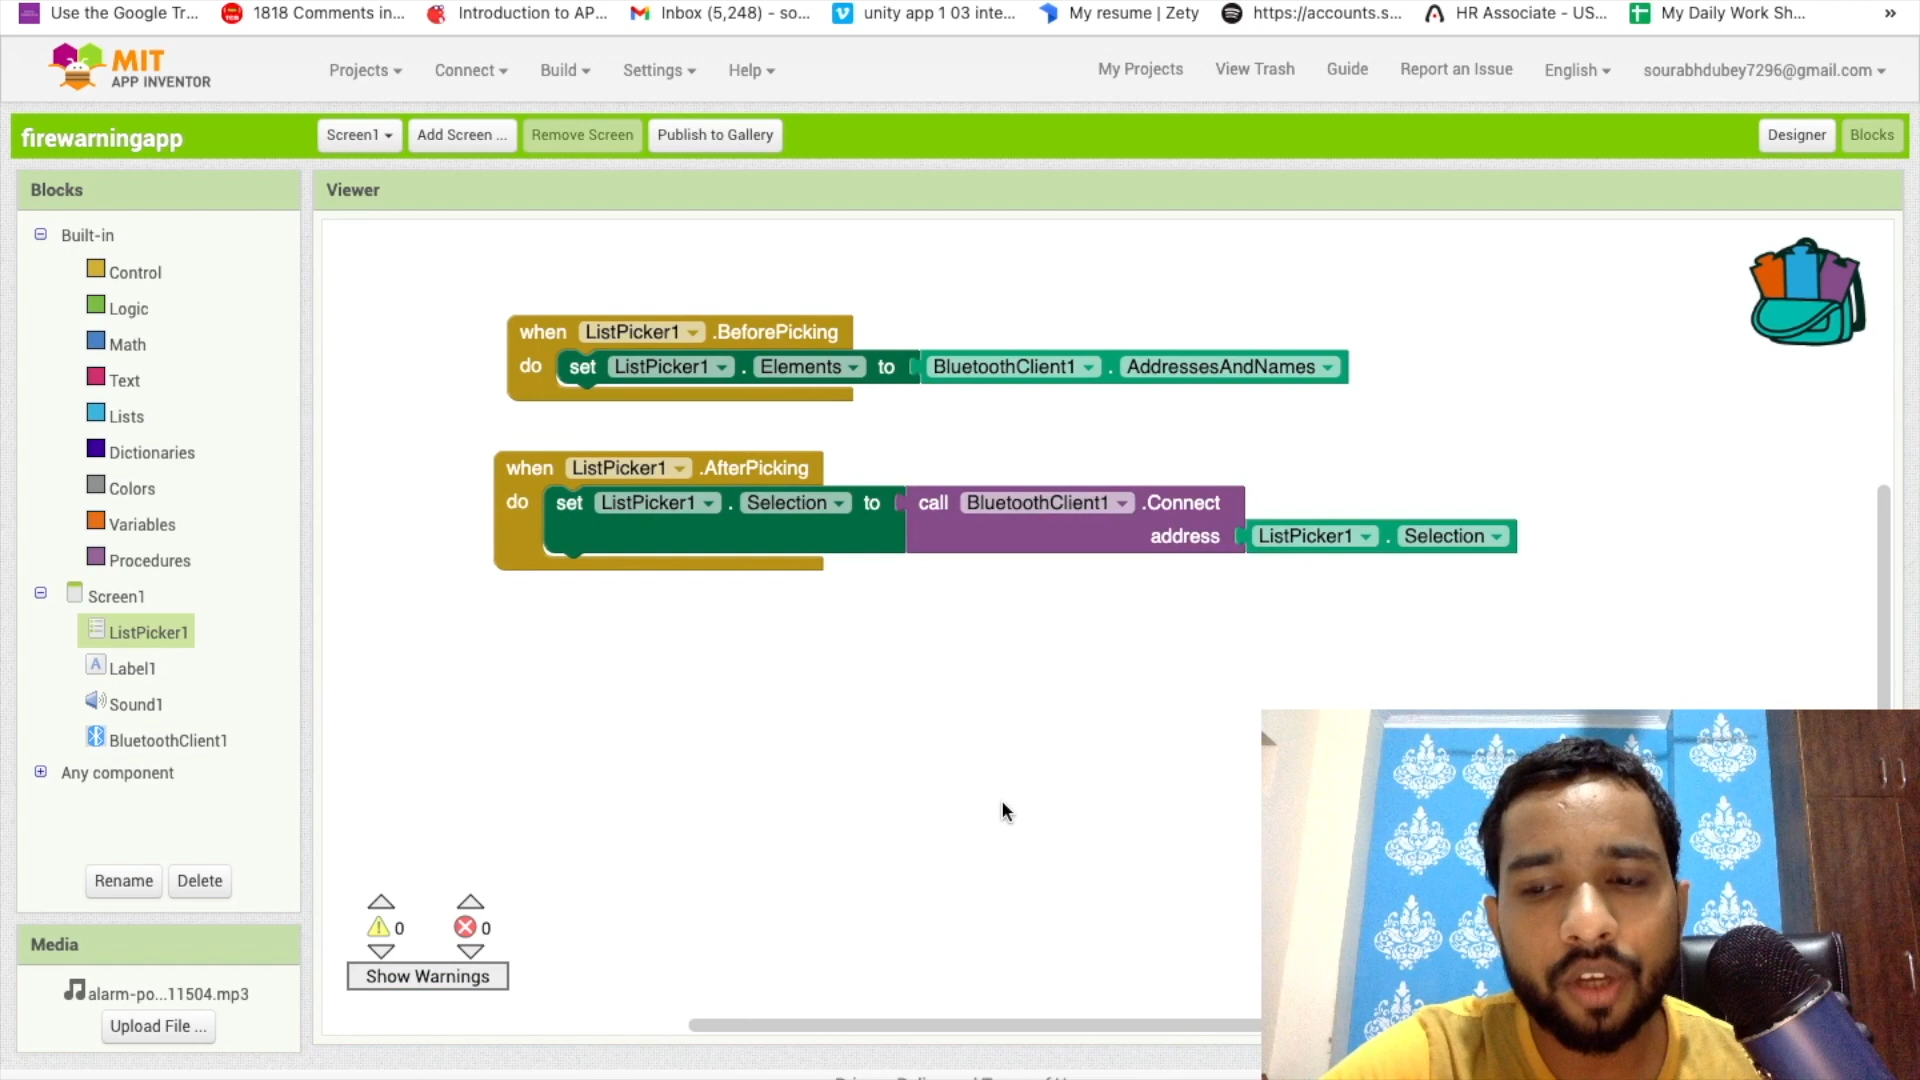 Use the Google Tr... 1818 Comments in... Introduction to AP... Inbox (5,248) - so... unity app 1 03 inte... My resume | Zety https://accounts.s... HR Associate - US... My Daily Work Sh... »
MIT
APP INVENTOR
Projects Connect Build Settings Help My Projects View Trash Guide Report an Issue English sourabhdubey7296@gmail.com
firewarningapp Screen1 Add Screen ... Remove Screen Publish to Gallery Designer Blocks
Blocks
Viewer
Built-in
Control
Logic
Math
Text
Lists
Dictionaries
Colors
Variables
Procedures
Screen1
ListPicker1
Label1
Sound1
BluetoothClient1
Any component
Rename Delete
Media
alarm-po...11504.mp3
Upload File ...
when ListPicker1 .BeforePicking
do set ListPicker1 . Elements to BluetoothClient1 . AddressesAndNames
when ListPicker1 .AfterPicking
do set ListPicker1 . Selection to call BluetoothClient1 .Connect
address ListPicker1 . Selection
0 0
Show Warnings